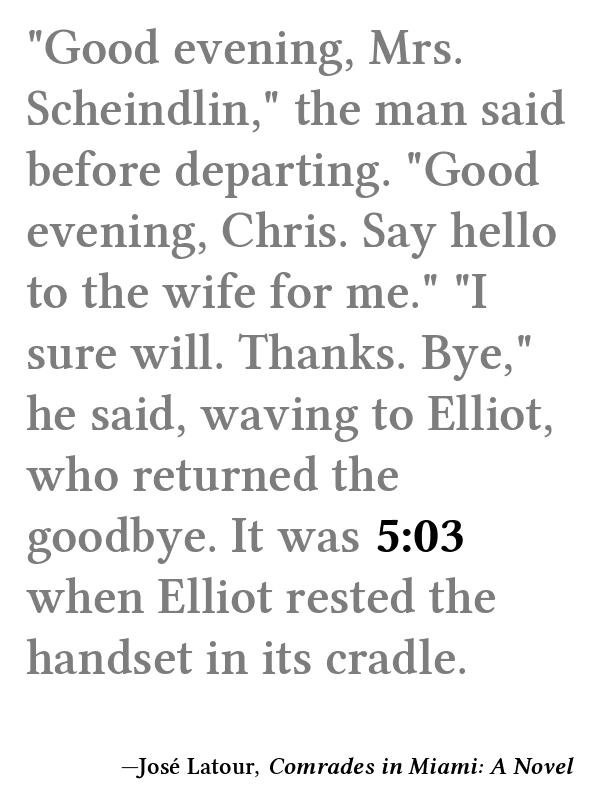 "Good evening, Mrs.
Scheindlin," the man said
before departing. "Good
evening, Chris. Say hello
to the wife for me." "I
sure will. Thanks. Bye,"
he said, waving to Elliot,
who returned the
goodbye. It was 5:03
when Elliot rested the
handset in its cradle.
—José Latour, Comrades in Miami: A Novel